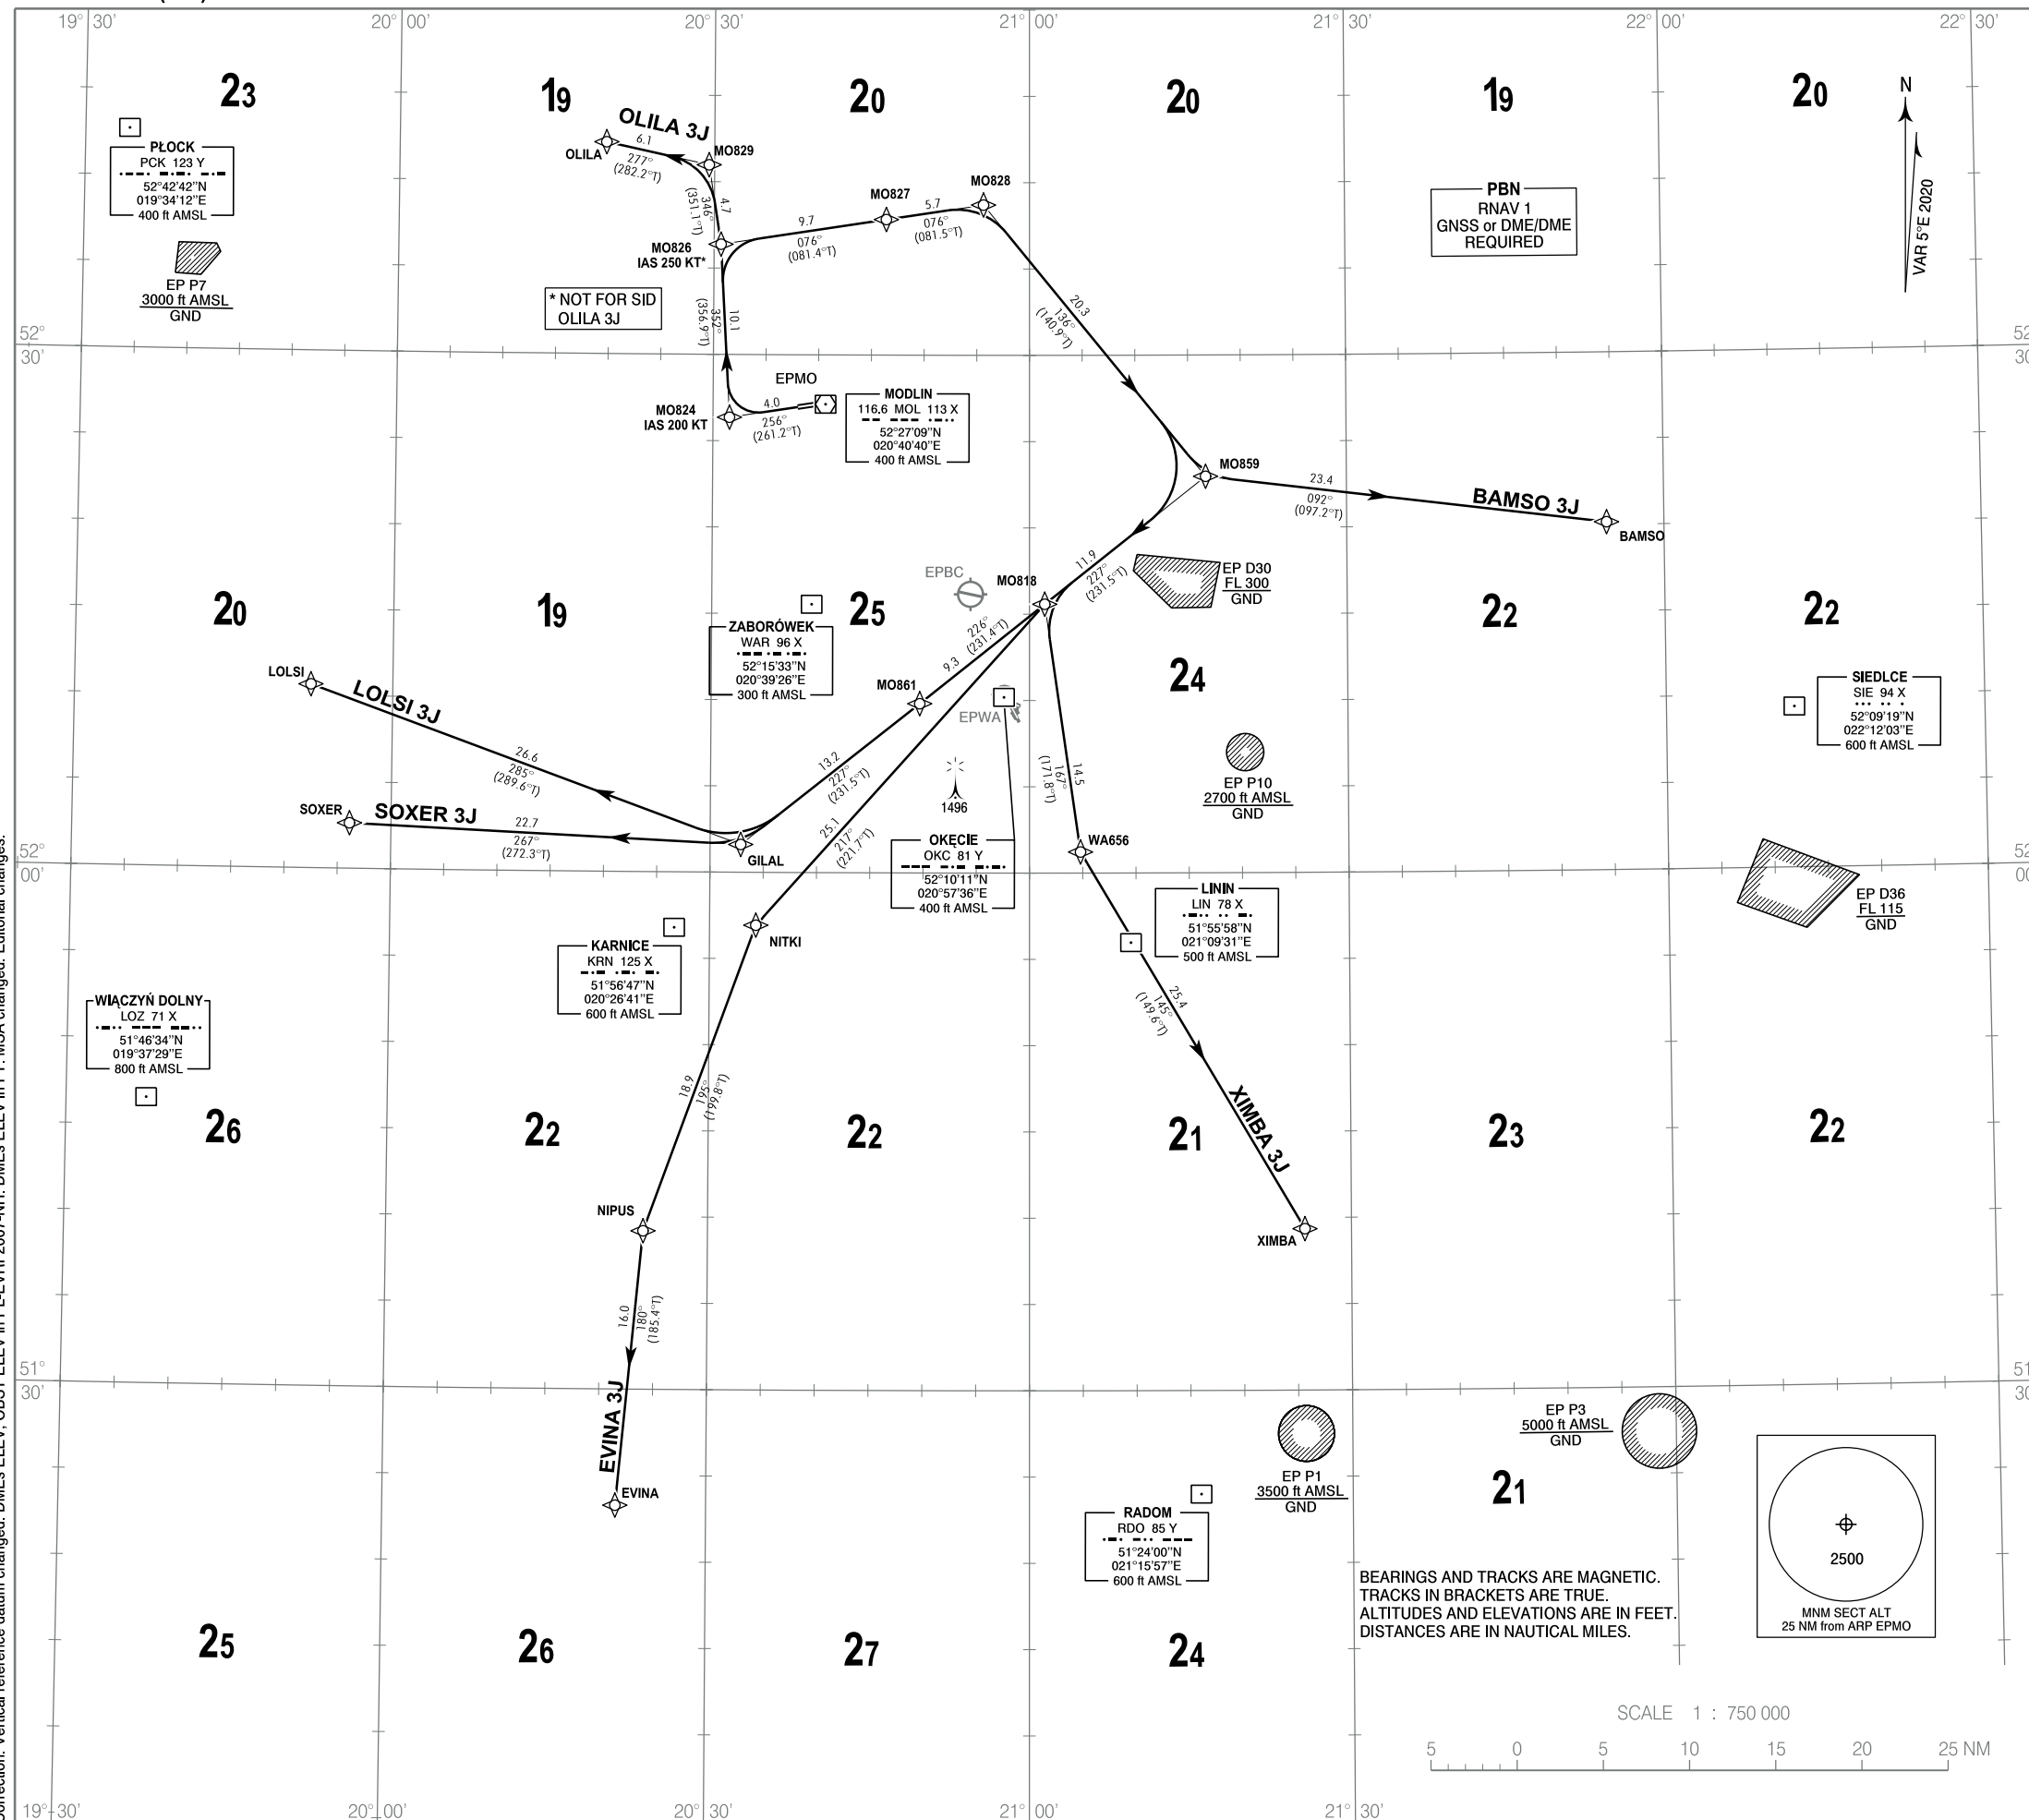 19° 30'
20° 00'
20° 30'
21° 00'
21° 30'
22° 00'
22° 30'
23
19
20
20
19
20
N
VAR 5°E 2020
PŁOCK
PCK 123 Y
52°42'42''N
019°34'12''E
400 ft AMSL
EP P7
3000 ft AMSL
GND
OLILA 3J
6.1
OLILA
277°
(282.2°T)
MO829
4.7
346°
(351.1°T)
MO826
IAS 250 KT*
9.7
076°
(081.4°T)
MO827
5.7
076°
(081.5°T)
MO828
PBN
RNAV 1
GNSS or DME/DME
REQUIRED
* NOT FOR SID
OLILA 3J
10.1
352°
(356.9°T)
20.3
136°
(140.9°T)
52°
30'
EPMO
MO824
IAS 200 KT
4.0
256°
(261.2°T)
MODLIN
116.6 MOL 113 X
52°27'09''N
020°40'40''E
400 ft AMSL
MO859
23.4
092°
(097.2°T)
BAMSO 3J
BAMSO
11.9
227°
(231.5°T)
EP D30
FL 300
GND
EPBC
MO818
20
19
25
22
22
ZABORÓWEK
WAR 96 X
52°15'33''N
020°39'26''E
300 ft AMSL
226°
(231.4°T)
9.3
MO861
EPWA
24
LOLSI
LOLSI 3J
26.6
285°
(289.6°T)
SIEDLCE
SIE 94 X
52°09'19''N
022°12'03''E
600 ft AMSL
13.2
227°
(231.5°T)
14.5
167°
(171.8°T)
1496
EP P10
2700 ft AMSL
GND
SOXER
SOXER 3J
22.7
267°
(272.3°T)
GILAL
25.1
217°
(221.7°T)
OKĘCIE
OKC 81 Y
52°10'11''N
020°57'36''E
400 ft AMSL
WA656
52°
00'
LININ
LIN 78 X
51°55'58''N
021°09'31''E
500 ft AMSL
EP D36
FL 115
GND
KARNICE
KRN 125 X
51°56'47''N
020°26'41''E
600 ft AMSL
NITKI
WIĄCZYŃ DOLNY
LOZ 71 X
51°46'34''N
019°37'29''E
800 ft AMSL
25.4
145°
(149.6°T)
18.9
195°
(199.8°T)
26
22
22
21
23
22
XIMBA 3J
XIMBA
NIPUS
16.0
180°
(185.4°T)
51°
30'
EVINA 3J
EVINA
EP P1
3500 ft AMSL
GND
EP P3
5000 ft AMSL
GND
21
RADOM
RDO 85 Y
51°24'00''N
021°15'57''E
600 ft AMSL
2500
MNM SECT ALT
25 NM from ARP EPMO
BEARINGS AND TRACKS ARE MAGNETIC.
TRACKS IN BRACKETS ARE TRUE.
ALTITUDES AND ELEVATIONS ARE IN FEET.
DISTANCES ARE IN NAUTICAL MILES.
25
26
27
24
SCALE 1 : 750 000
5 0 5 10 15 20 25 NM
19° 30'
20° 00'
20° 30'
21° 00'
21° 30'